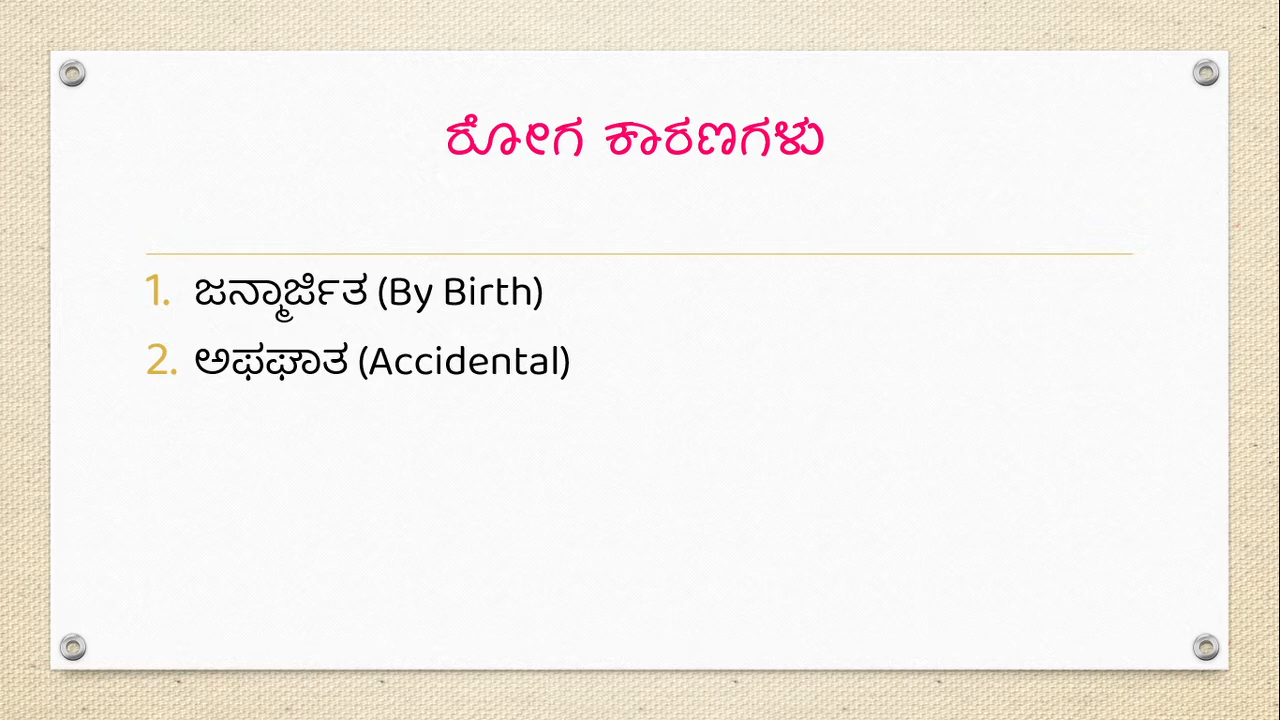 ರೋಗ ಕಾರಣಗಳು
1. ಜನ್ಮಾರ್ಜಿತ (By Birth)
2. ಅಫಘಾತ (Accidental)